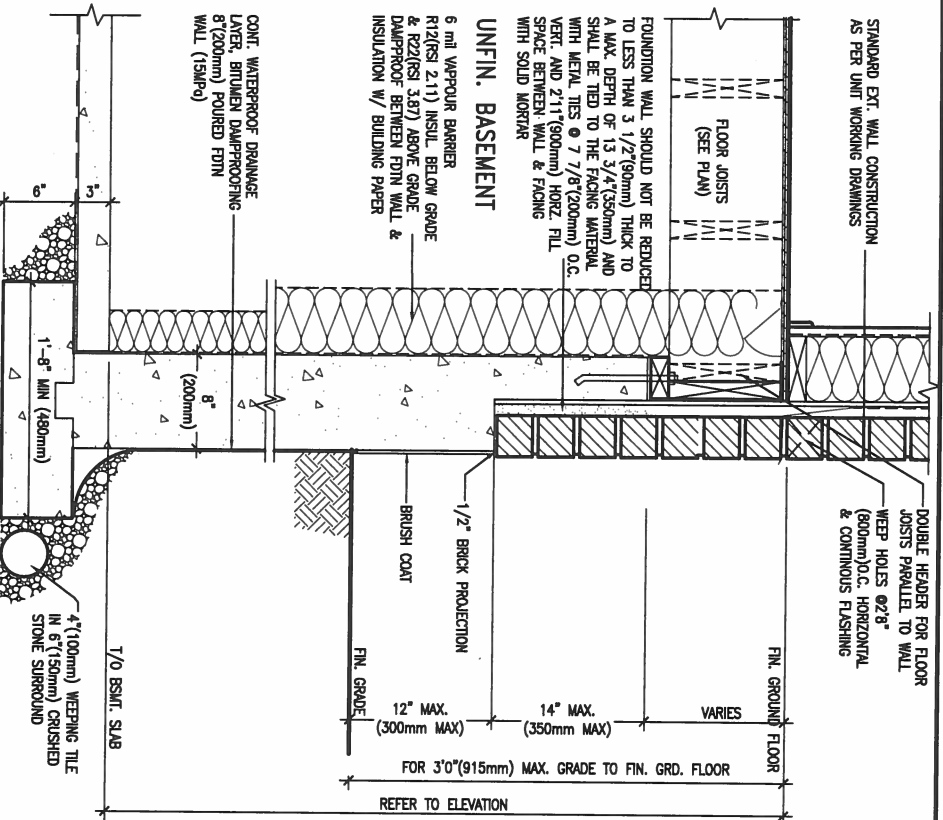 STANDARD EXT. WALL CONSTRUCTION
AS PER UNIT WORKING DRAWINGS
FLOOR JOISTS
(SEE PLAN)
FOUNDTION WALL SHOULD NOT BE REDUCED
TO LESS THAN 3 1/2"(90mm) THICK TO
A MAX. DEPTH OF 13 3/4"(350mm) AND
SHALL BE TIED TO THE FACING MATERIAL
WITH METAL TIES @ 7 7/8"(200mm) O.C.
VERT. AND 2'11"(900mm) HORZ. FILL
SPACE BETWEEN WALL & FACING
WITH SOLID MORTAR
UNFIN. BASEMENT
6 mil VAPPOUR BARRIER
R12(RSI 2.11) INSUL BELOW GRADE
& R22(RSI 3.87) ABOVE GRADE
DAMPPROOF BETWEEN FDTN WALL &
INSULATION W/ BUILDING PAPER
CONT. WATERPROOF DRAINAGE
LAYER, BITUMEN DAMPPROOFING
8"(200mm) POURED FDTN
WALL (15MPa)
6"
3"
1'-8" MIN (480mm)
8"
(200mm)
DOUBLE HEADER FOR FLOOR
JOISTS PARALLEL TO WALL
WEEP HOLES @2'8"
(800mm)O.C. HORIZONTAL
& CONTINOUS FLASHING
1/2" BRICK PROJECTION
BRUSH COAT
4"(100mm) WEEPING TILE
IN 6"(150mm) CRUSHED
STONE SURROUND
FIN. GROUND FLOOR
FIN. GRADE
T/O BSMT. SLAB
VARIES
14" MAX.
(350mm MAX)
12" MAX.
(300mm MAX)
FOR 3'0"(915mm) MAX. GRADE TO FIN. GRD. FLOOR
REFER TO ELEVATION